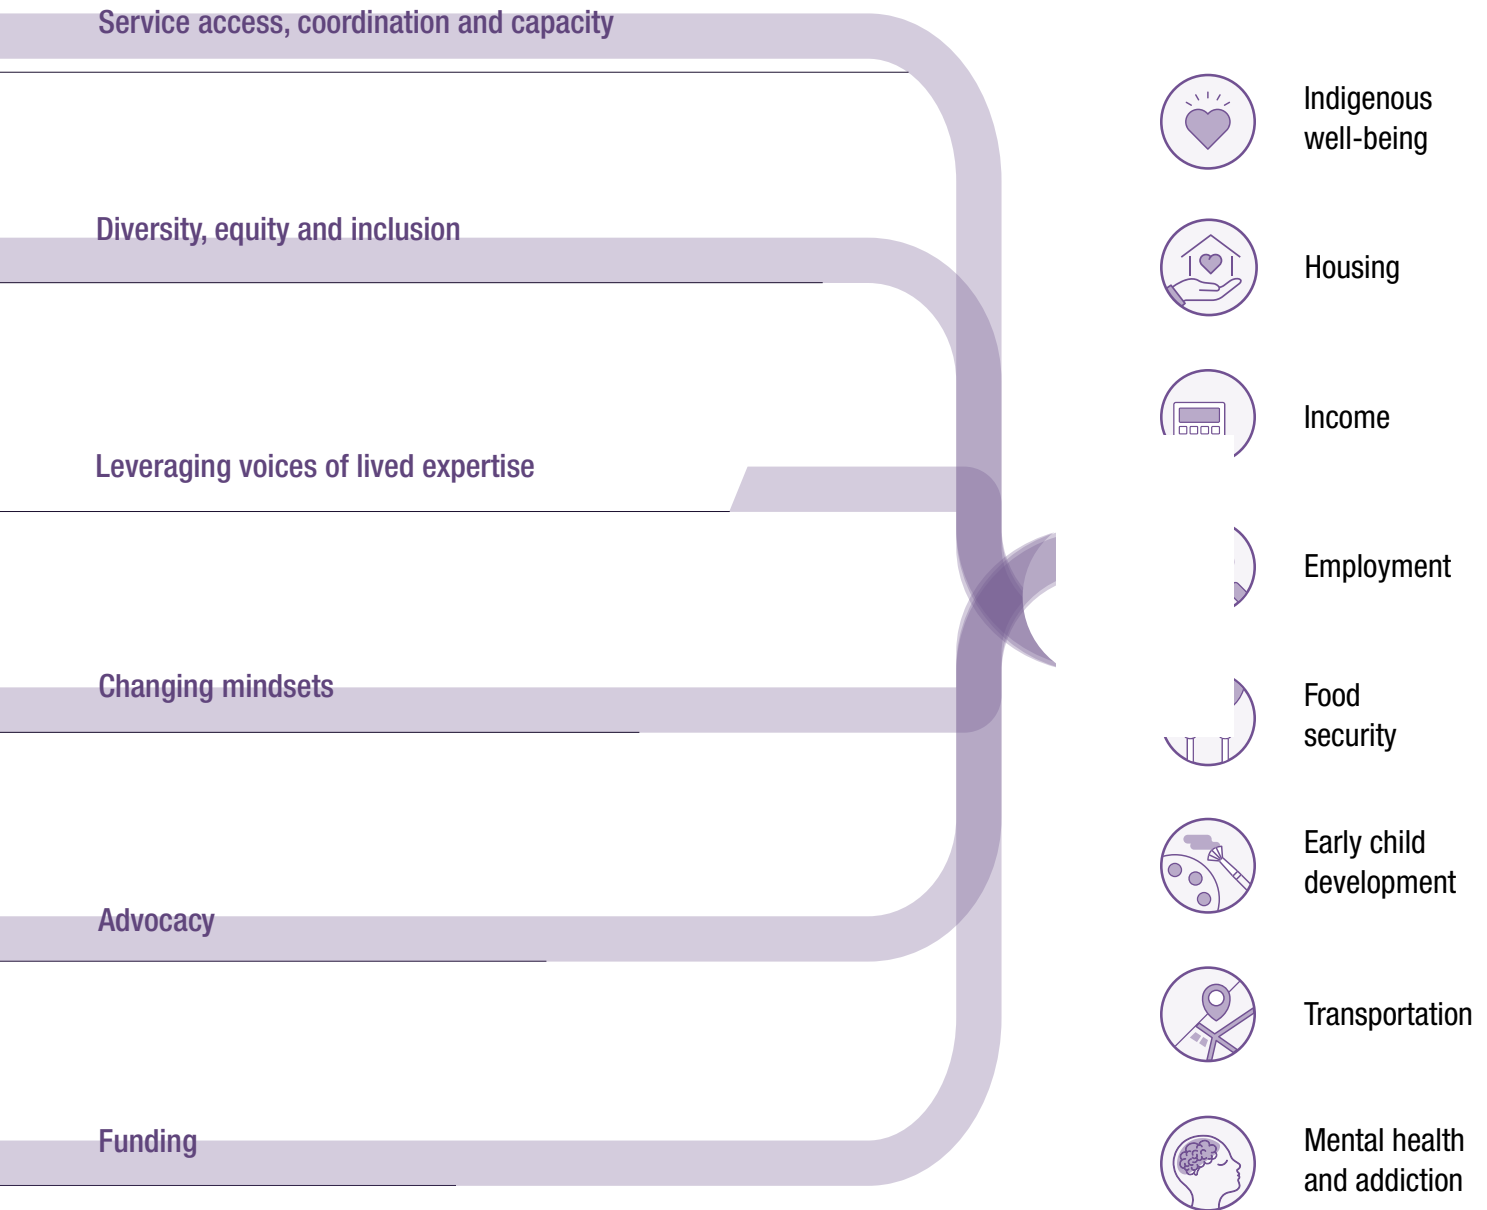 Service access, coordination and capacity
Diversity, equity and inclusion
Leveraging voices of lived expertise
Changing mindsets
Advocacy
Funding
Indigenous
well-being
Housing
Income
Employment
Food
security
Early child
development
Transportation
Mental health
and addiction